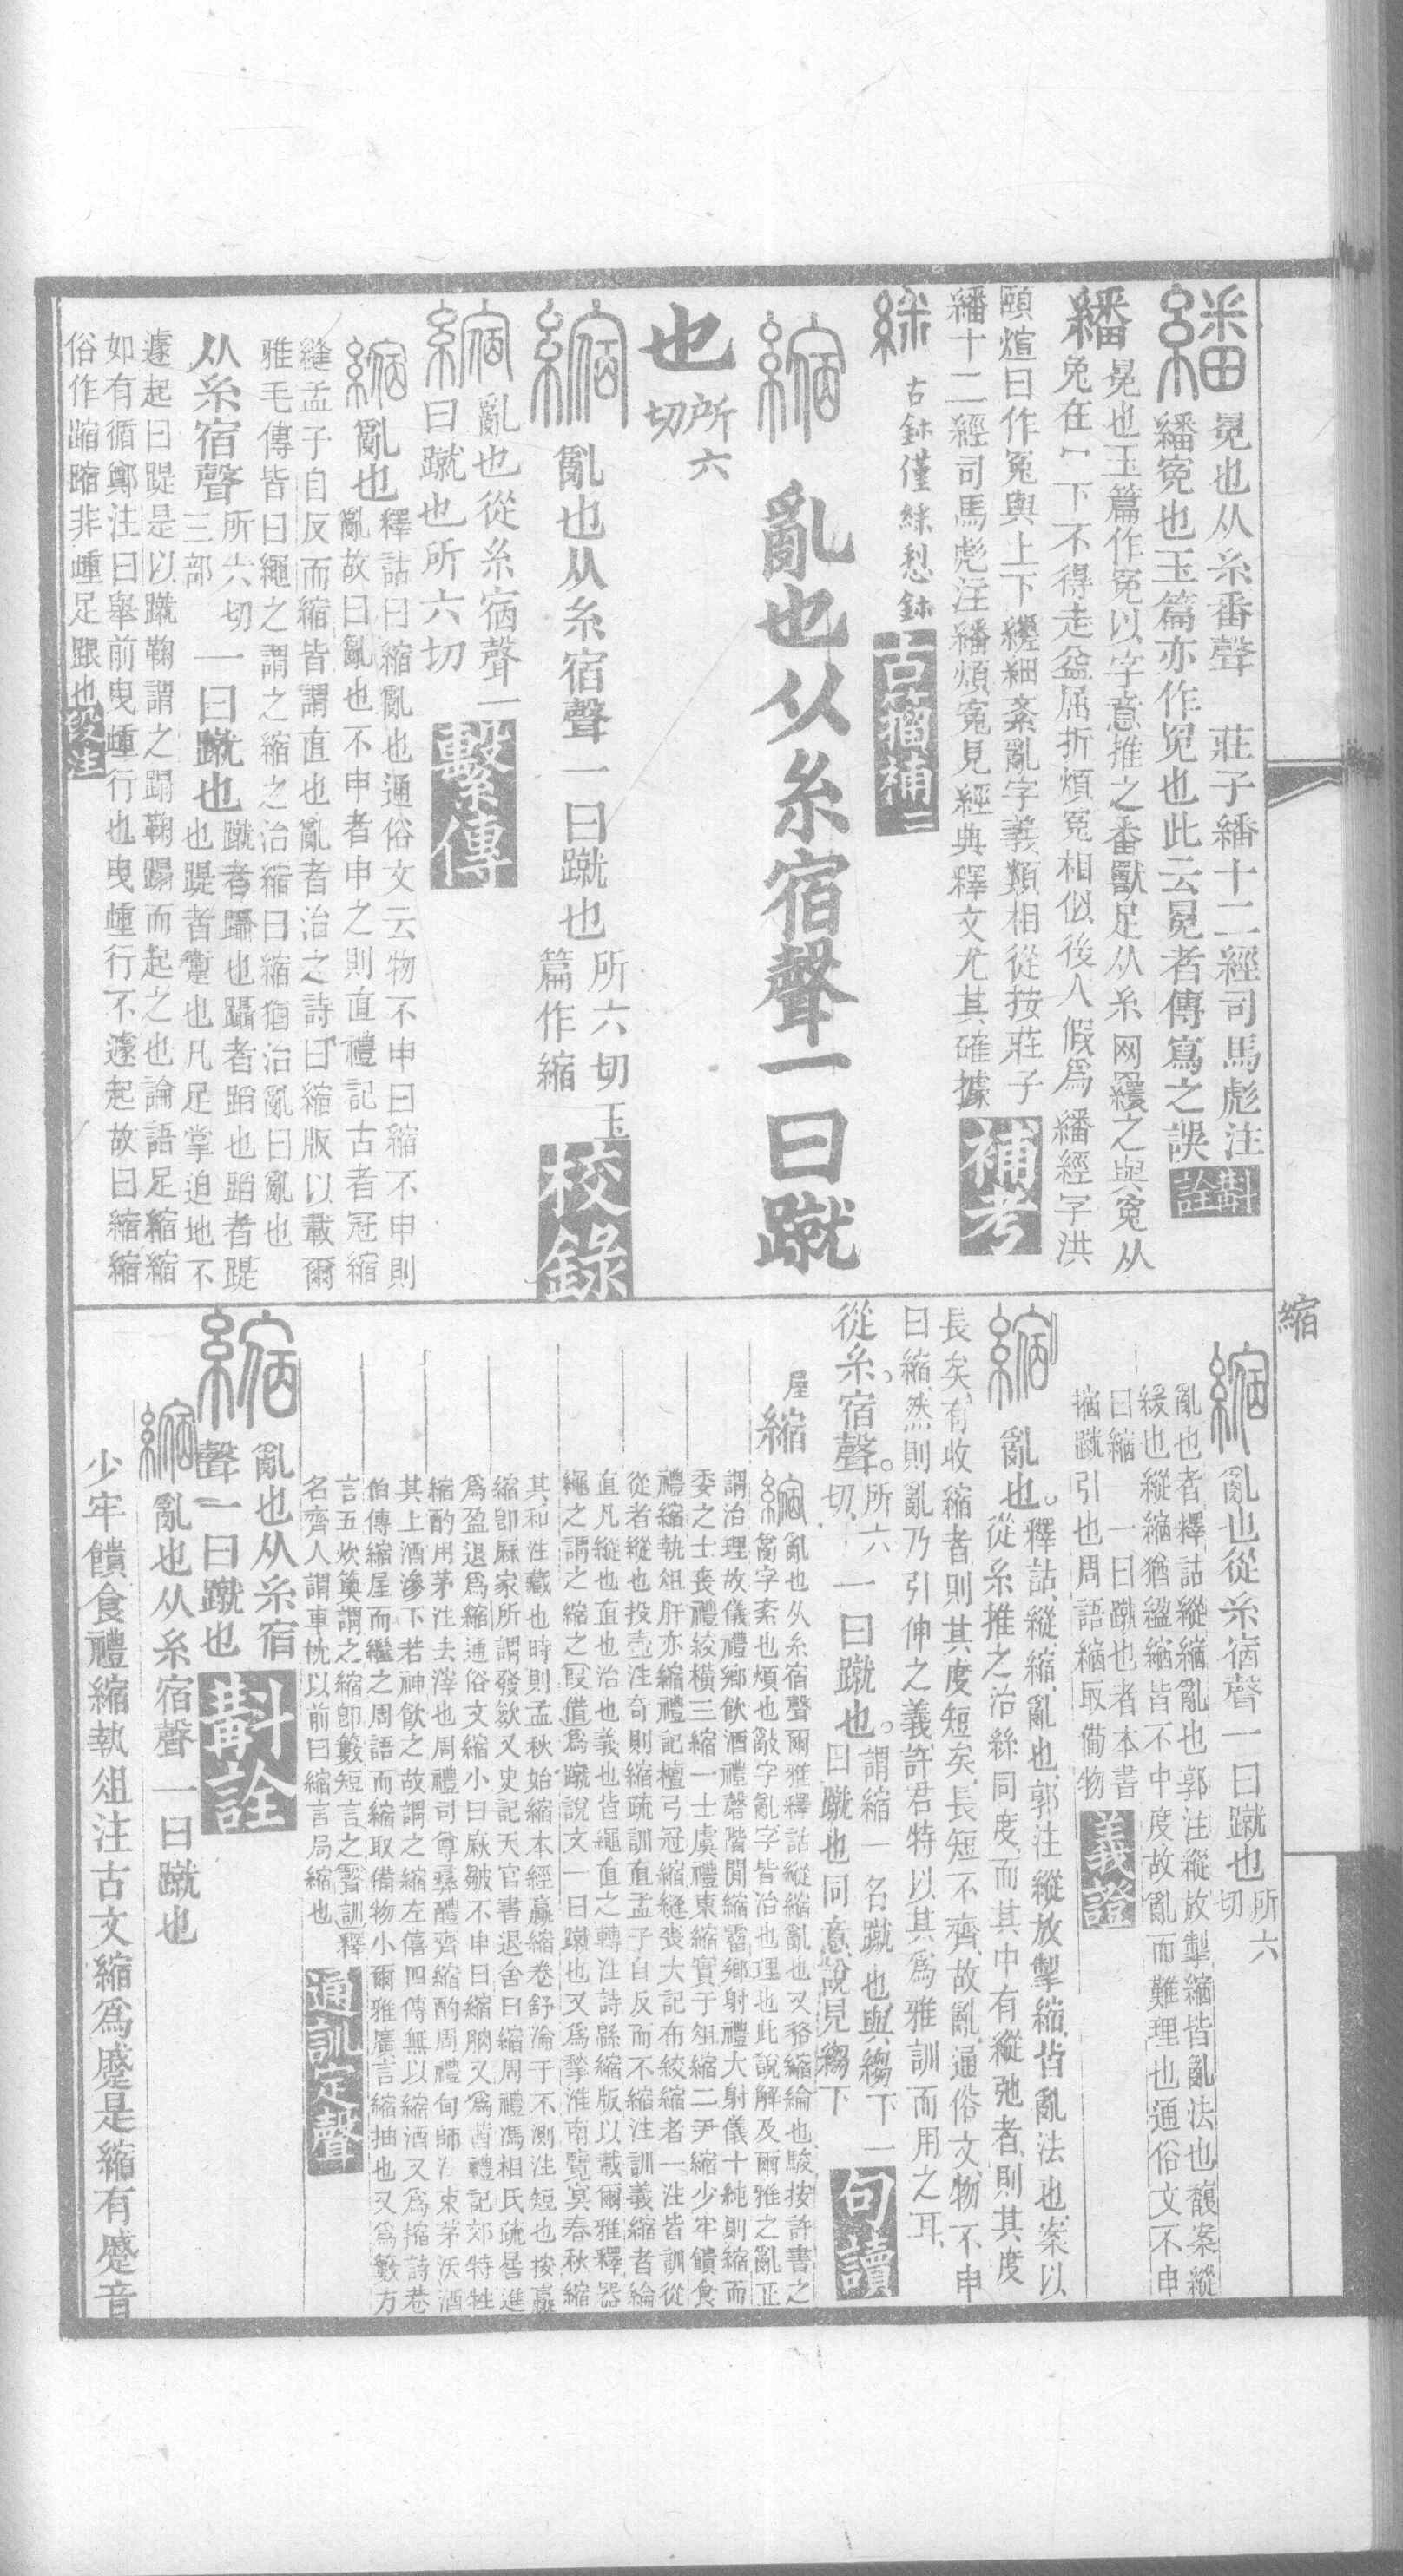 繙
冕也从糸番聲　莊子繙十二經司馬彪注
繙冤也玉篇亦作冤也此云冕者傳寫之誤
斠詮
繙
冕也玉篇作冤以字意推之番獸足从糸网纏之與冤从
兔在冖下不得走益屈折煩冤相似後人假爲繙經字洪
頤煊曰作冤與上下纏細紊亂字義類相從按莊子
繙十二經司馬彪注繙煩冤見經典釋文尤其確據
補考
古鉨
古籀補二
縮
亂也从糸宿聲一曰蹴
也
所六
切
縮
亂也从糸宿聲一曰蹴也
所六切玉
篇作縮
校錄
縮
亂也從糸宿聲一
曰蹴也所六切
繫傳
縮
亂也
釋詁曰縮亂也通俗文云物不申曰縮不申則
亂故曰亂也不申者申之則直禮記古者冠縮
縫孟子自反而縮皆謂直也亂者治之詩曰縮版以載爾
雅毛傳皆曰繩之謂之縮之治縮曰縮猶治亂曰亂也
从糸宿聲
所六切
三部
一曰蹴也
蹴者躡也躡者蹈也蹈者踶
也踶者躗也凡足掌迫地不
遽起曰踶是以蹴鞠謂之蹋鞠蹋而起之也論語足縮縮
如有循鄭注曰舉前曳踵行也曳踵行不遽起故曰縮縮
俗作蹜蹜非踵足跟也
段注
縮
縮
亂也從糸宿聲一曰蹴也
所六
切
亂也者釋詁縱縮亂也郭注縱放掣縮皆亂法也馥案縱
緩也縱縮猶盈縮皆不中度故亂而難理也通俗文不申
曰縮　一曰蹴也者本書
摍蹴引也周語縮取備物
義證
縮
亂也。
釋詁縱縮亂也郭注縱放掣縮皆亂法也案以
從糸推之治絲同度而其中有縱弛者則其度
長矣有收縮者則其度短矣長短不齊故亂通俗文物不申
曰縮然則亂乃引伸之義許君特以其爲雅訓而用之耳
從糸。宿聲。
所六
切
一曰蹴也。
謂縮一名蹴也與縐下一
曰蹴也同意說見縐下
句讀
屋
縮
亂也从糸宿聲爾雅釋詁縱縮亂也又貉縮綸也駿按許書之
𤔔字紊也煩也敽字亂字皆治也理也此說解及爾雅之亂正
謂治理故儀禮鄉飲酒禮磬階間縮霤鄉射禮大射儀十純則縮而
委之士喪禮絞橫三縮一士虞禮東縮實于俎縮二尹縮少牢饋食
禮縮執俎肝亦縮禮記檀弓冠縮縫喪大記布絞縮者一注皆訓從
從者縱也投壺注奇則縮疏訓直孟子自反而不縮注訓義縮者綸
直凡縱也直也治也義也皆繩直之轉注詩緜縮版以載爾雅釋器
繩之謂之縮之叚借爲蹴說文一曰蹴也又爲摯淮南覽冥春秋縮
其和注藏也時則孟秋始縮本經贏縮卷舒淪于不測注短也按贏
縮卽厤家所謂發斂又史記天官書退舍曰縮周禮馮相氏疏晷進
爲盈退爲縮通俗文縮小曰瘷皺不申曰縮朒又爲茜禮記郊特牲
縮酌用茅注去滓也周禮司尊彝醴齊縮酌周禮甸師注束茅沃酒
其上酒滲下若神飲之故謂之縮左僖四傳無以縮酒又爲摍詩巷
伯傳縮屋而繼之周語而縮取備物小爾雅廣言縮抽也又爲籔方
言五炊䉛謂之縮卽籔短言之聲訓釋
名齊人謂車枕以前曰縮言局縮也
通訓定聲
縮
亂也从糸宿
聲一曰蹴也
斠詮
縮
亂也从糸宿聲一曰蹴也
少牢饋食禮縮執俎注古文縮爲蹙是縮有蹙音